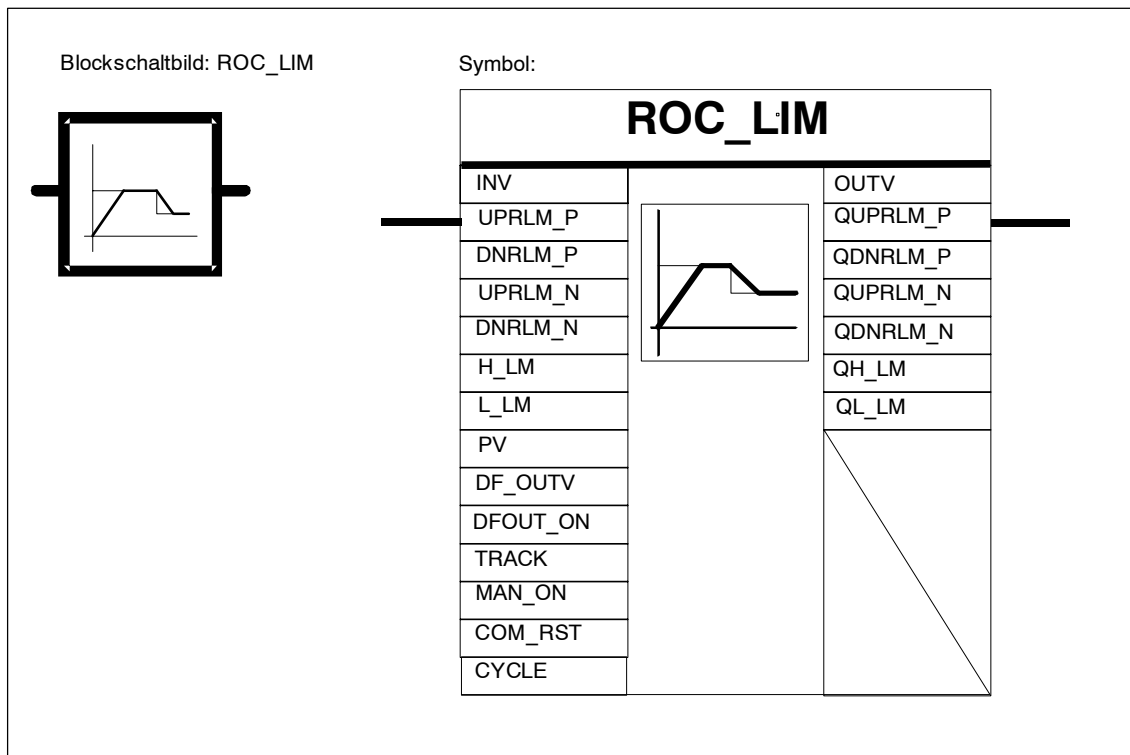 Blockschaltbild: ROC_LIM
Symbol:
ROC_LIM
INV
UPRLM_P
DNRLM_P
UPRLM_N
DNRLM_N
H_LM
L_LM
PV
DF_OUTV
DFOUT_ON
TRACK
MAN_ON
COM_RST
CYCLE
OUTV
QUPRLM_P
QDNRLM_P
QUPRLM_N
QDNRLM_N
QH_LM
QL_LM